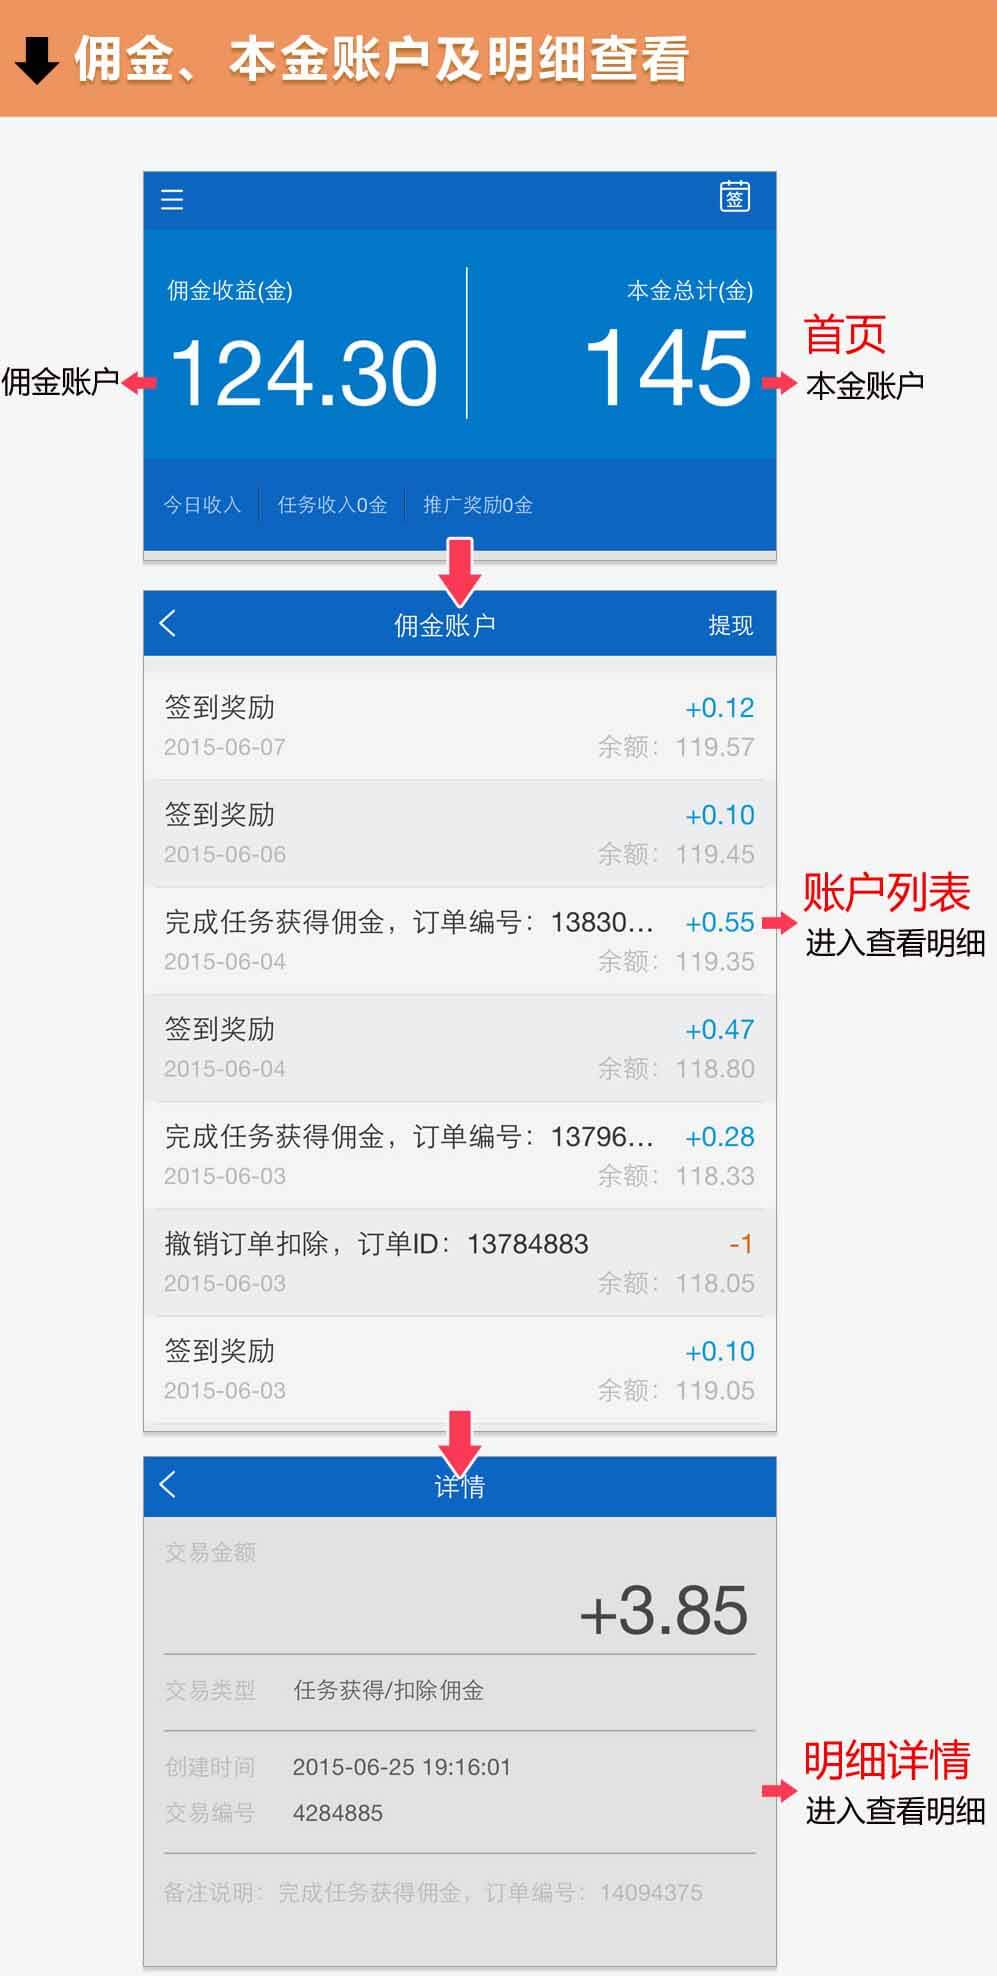 佣金、本金账户及明细查看
签
佣金收益(金)
本金总计(金)
124.30
145
首页
佣金账户
本金账户
今日收入
任务收入0金
推广奖励0金
佣金账户
提现
签到奖励 +0.12
2015-06-07 余额：119.57
签到奖励 +0.10
2015-06-06 余额：119.45
完成任务获得佣金，订单编号：13830... +0.55
2015-06-04 余额：119.35
账户列表
进入查看明细
签到奖励 +0.47
2015-06-04 余额：118.80
完成任务获得佣金，订单编号：13796... +0.28
2015-06-03 余额：118.33
撤销订单扣除，订单ID：13784883 -1
2015-06-03 余额：118.05
签到奖励 +0.10
2015-06-03 余额：119.05
详情
交易金额
+3.85
交易类型 任务获得/扣除佣金
创建时间 2015-06-25 19:16:01
交易编号 4284885
明细详情
进入查看明细
备注说明：完成任务获得佣金，订单编号：14094375